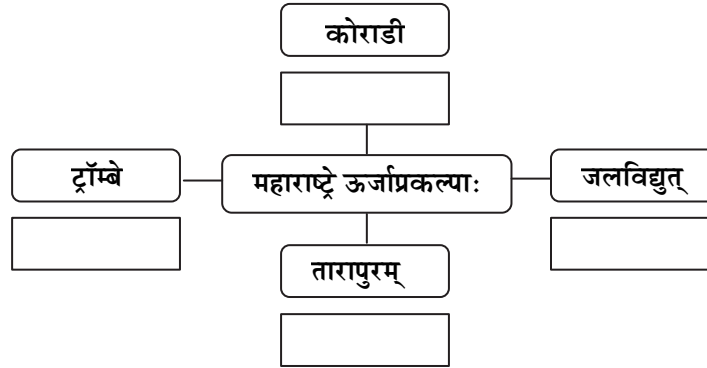 कोराडी
ट्रॉम्बे
महाराष्ट्रे ऊर्जाप्रकल्पाः
जलविद्युत्
तारापुरम्